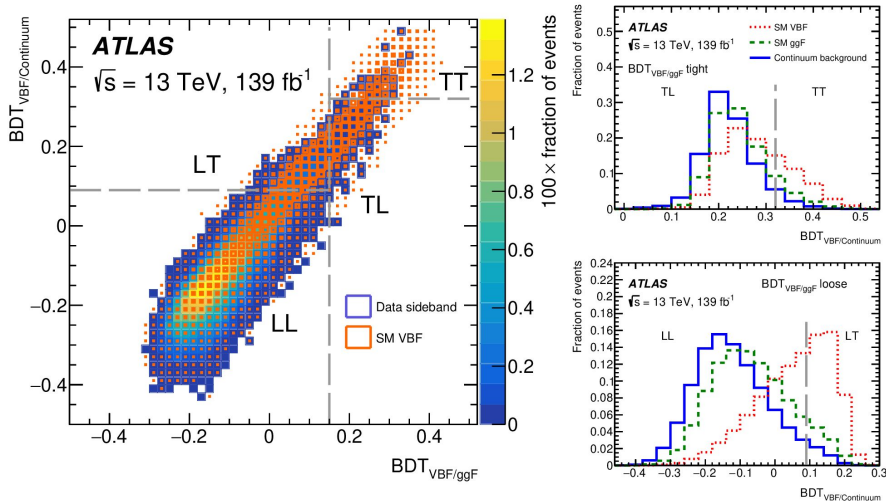 ATLAS
√s = 13 TeV, 139 fb⁻¹
TT
LT
TL
LL
Data sideband
SM VBF
BDT_VBF/Continuum
0.4
0.2
0
−0.2
−0.4
−0.4 −0.2 0 0.2 0.4
BDT_VBF/ggF
100 × fraction of events
1.2
1
0.8
0.6
0.4
0.2
0
Fraction of events
0.5
0.4
0.3
0.2
0.1
0
ATLAS
√s = 13 TeV, 139 fb⁻¹
BDT_VBF/ggF tight
SM VBF
SM ggF
Continuum background
TL TT
0 0.1 0.2 0.3 0.4 0.5
BDT_VBF/Continuum
Fraction of events
0.24
0.22
0.2
0.18
0.16
0.14
0.12
0.1
0.08
0.06
0.04
0.02
0
ATLAS
√s = 13 TeV, 139 fb⁻¹
BDT_VBF/ggF loose
LL LT
−0.4 −0.3 −0.2 −0.1 0 0.1 0.2 0.3
BDT_VBF/Continuum